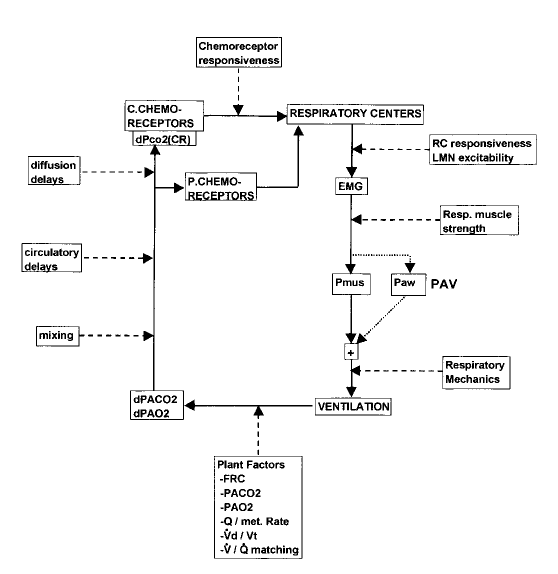 Chemoreceptor
responsiveness
C.CHEMO-
RECEPTORS
dPco2(CR)
RESPIRATORY CENTERS
RC responsiveness
LMN excitability
diffusion
delays
P.CHEMO-
RECEPTORS
EMG
Resp. muscle
strength
circulatory
delays
Pmus
Paw
PAV
mixing
+
Respiratory
Mechanics
dPACO2
dPAO2
VENTILATION
Plant Factors
-FRC
-PACO2
-PAO2
-Q / met. Rate
-V̇d / Vt
-V̇ / Q̇ matching